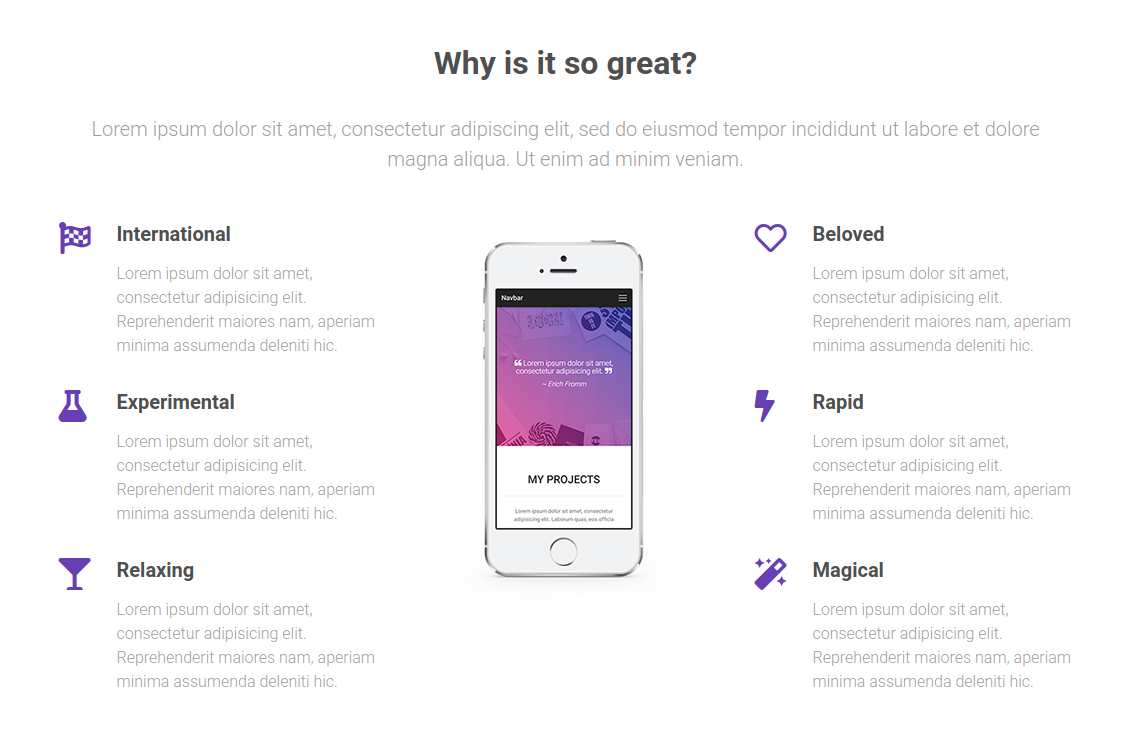 Why is it so great?
Lorem ipsum dolor sit amet, consectetur adipiscing elit, sed do eiusmod tempor incididunt ut labore et dolore
magna aliqua. Ut enim ad minim veniam.
International
Lorem ipsum dolor sit amet,
consectetur adipisicing elit.
Reprehenderit maiores nam, aperiam
minima assumenda deleniti hic.
Experimental
Lorem ipsum dolor sit amet,
consectetur adipisicing elit.
Reprehenderit maiores nam, aperiam
minima assumenda deleniti hic.
Relaxing
Lorem ipsum dolor sit amet,
consectetur adipisicing elit.
Reprehenderit maiores nam, aperiam
minima assumenda deleniti hic.
Navbar
❝ Lorem ipsum dolor sit amet,
consectetur adipisicing elit. ❞
~ Erich Fromm
MY PROJECTS
Lorem ipsum dolor sit amet, consectetur
adipisicing elit. Laborum quas, eos officia
Beloved
Lorem ipsum dolor sit amet,
consectetur adipisicing elit.
Reprehenderit maiores nam, aperiam
minima assumenda deleniti hic.
Rapid
Lorem ipsum dolor sit amet,
consectetur adipisicing elit.
Reprehenderit maiores nam, aperiam
minima assumenda deleniti hic.
Magical
Lorem ipsum dolor sit amet,
consectetur adipisicing elit.
Reprehenderit maiores nam, aperiam
minima assumenda deleniti hic.